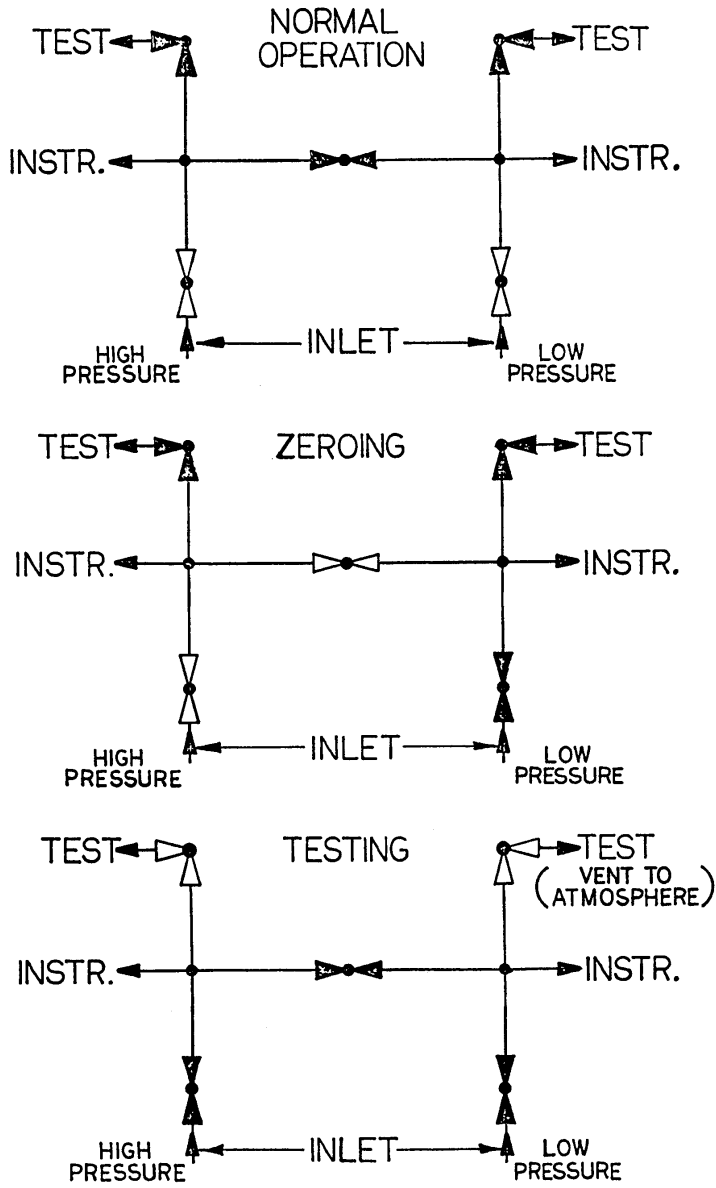 NORMAL
OPERATION
TEST
TEST
INSTR.
INSTR.
INLET
HIGH
PRESSURE
LOW
PRESSURE
ZEROING
TEST
TEST
INSTR.
INSTR.
INLET
HIGH
PRESSURE
LOW
PRESSURE
TESTING
TEST
TEST
(VENT TO
ATMOSPHERE)
INSTR.
INSTR.
INLET
HIGH
PRESSURE
LOW
PRESSURE